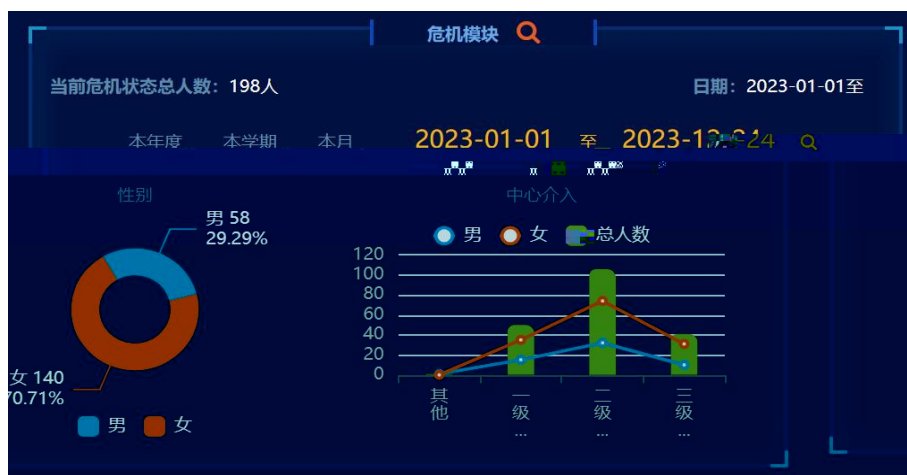 危机模块
当前危机状态总人数：198人
日期：2023-01-01至
本年度 本学期 本月 2023-01-01 至 2023-12-24
性别
男 58
29.29%
女 140
70.71%
男 女
中心介入
男 女 总人数
120
100
80
60
40
20
0
其他 一级... 二级... 三级...